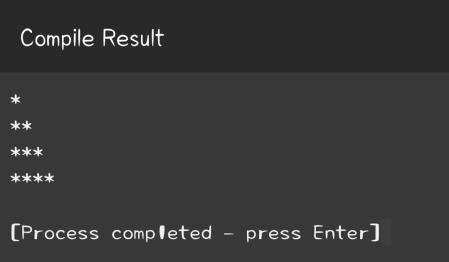 Compile Result
*
**
***
****
[Process completed - press Enter]